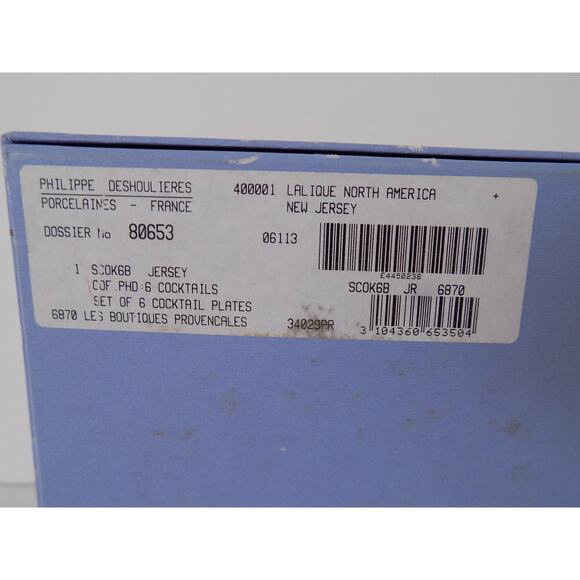 PHILIPPE DESHOULIERES 400001 LALIQUE NORTH AMERICA +
PORCELAINES - FRANCE NEW JERSEY
DOSSIER No 80653 06113
E4450236
1 SCOK6B JERSEY SCOK6B JR 6870
COF.PHD:6 COCKTAILS
SET OF 6 COCKTAIL PLATES
6870 LES BOUTIQUES PROVENCALES 34029PR
3 104360 653504